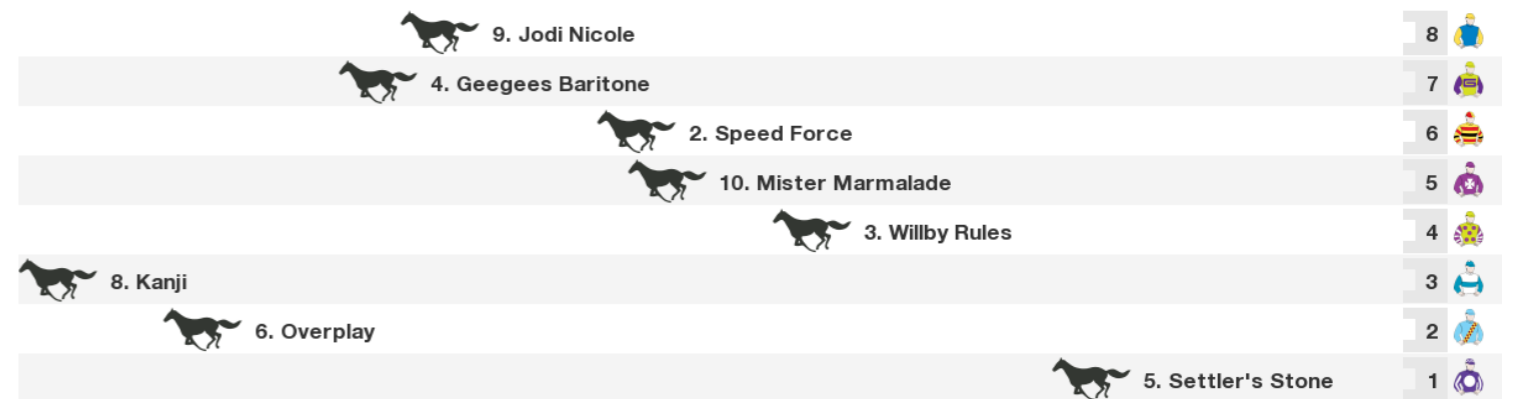 9. Jodi Nicole 8
4. Geegees Baritone 7
2. Speed Force 6
10. Mister Marmalade 5
3. Willby Rules 4
8. Kanji 3
6. Overplay 2
5. Settler's Stone 1